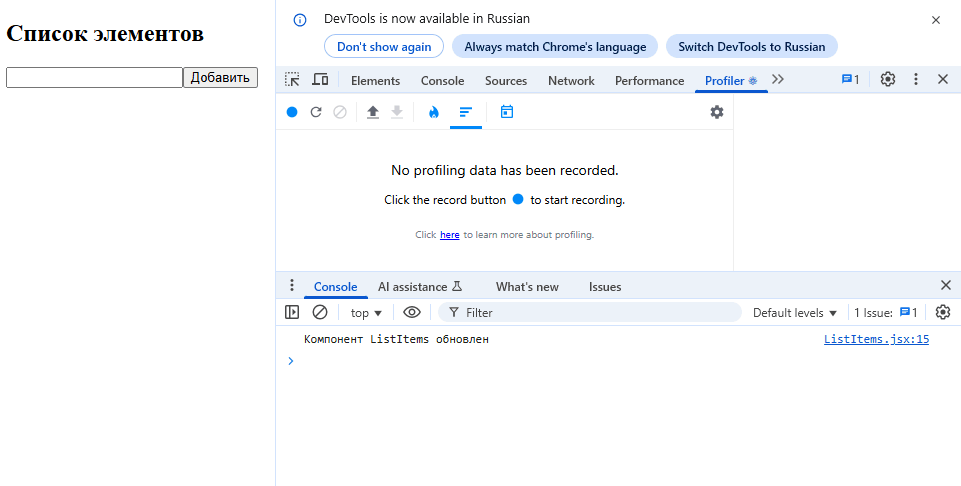 Список элементов
Добавить
DevTools is now available in Russian
Don't show again
Always match Chrome's language
Switch DevTools to Russian
Elements
Console
Sources
Network
Performance
Profiler
1
No profiling data has been recorded.
Click the record button to start recording.
Click here to learn more about profiling.
Console
AI assistance
What's new
Issues
top
Filter
Default levels
1 Issue:
1
Компонент ListItems обновлен
ListItems.jsx:15